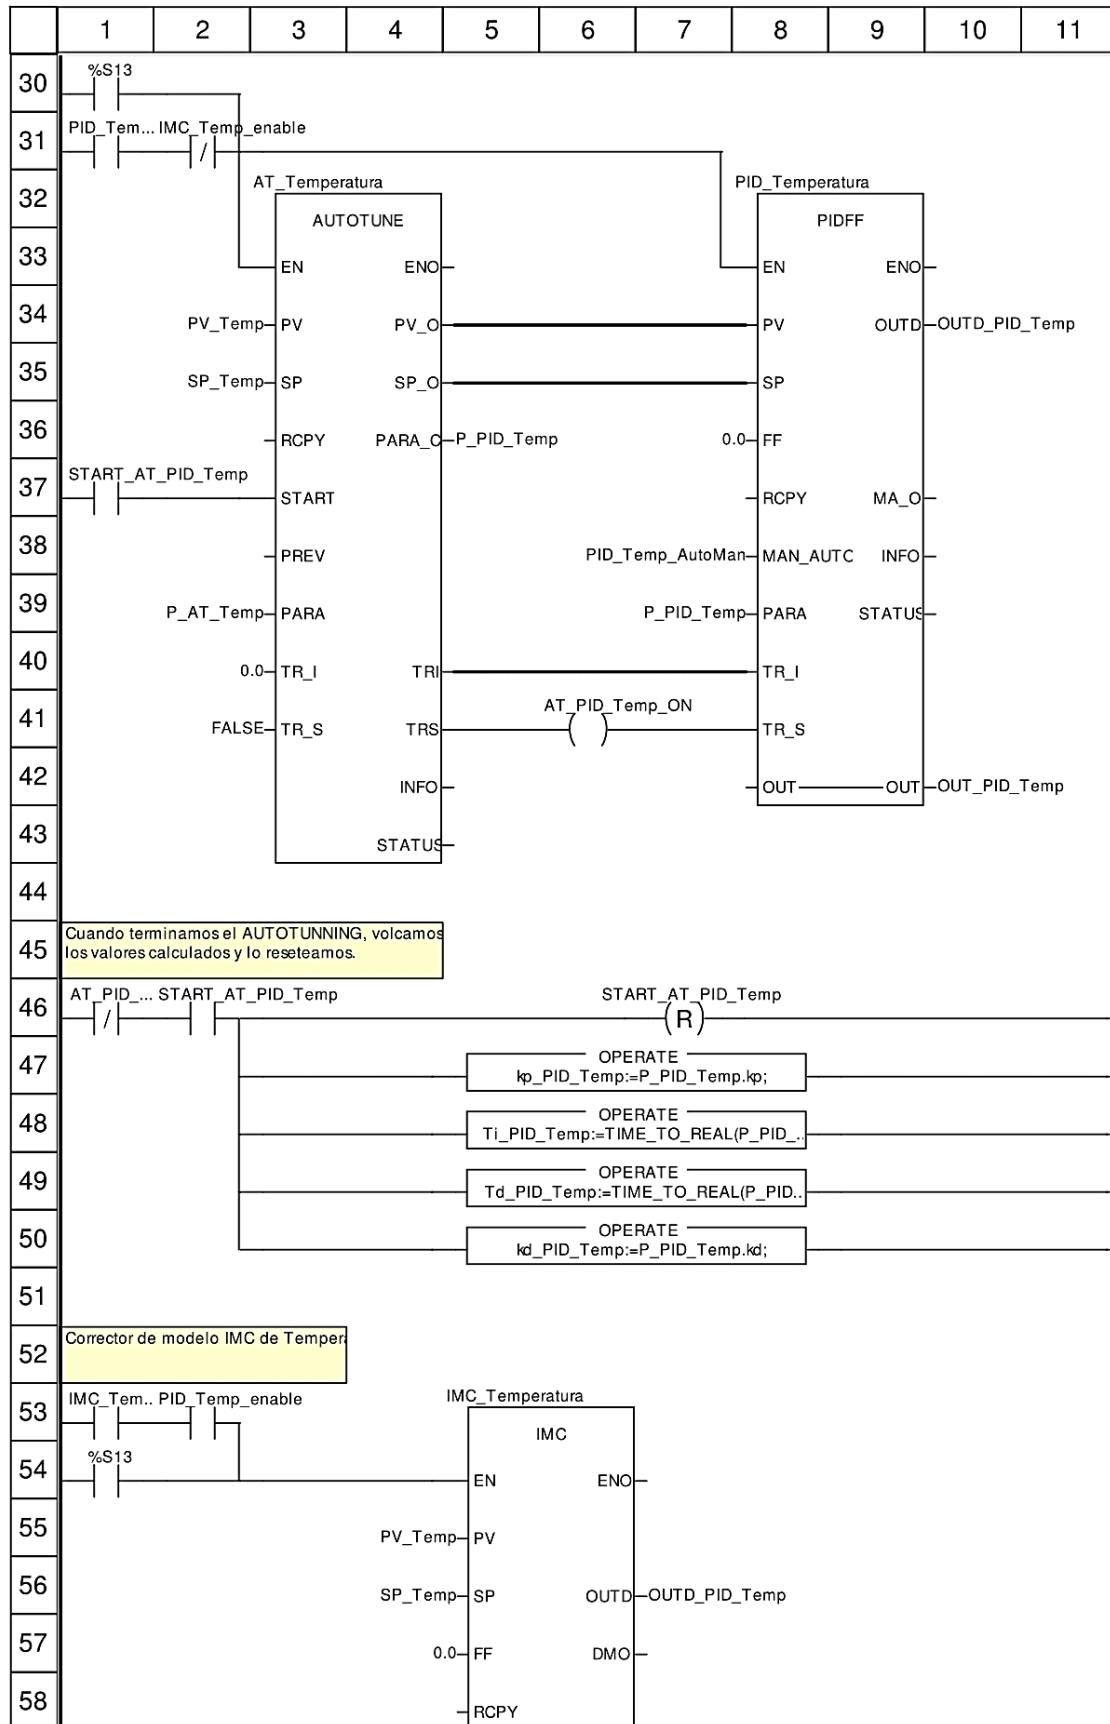 1 2 3 4 5 6 7 8 9 10 11
30 %S13
31 PID_Tem... IMC_Temp_enable
/
32 AT_Temperatura PID_Temperatura
AUTOTUNE PIDFF
33 EN ENO EN ENO
34 PV_Temp PV PV_O PV OUTD OUTD_PID_Temp
35 SP_Temp SP SP_O SP
36 RCPY PARA_C P_PID_Temp 0.0 FF
37 START_AT_PID_Temp START RCPY MA_O
38 PREV PID_Temp_AutoMan MAN_AUTC INFO
39 P_AT_Temp PARA P_PID_Temp PARA STATUS
40 0.0 TR_I TRI TR_I
AT_PID_Temp_ON
41 FALSE TR_S TRS TR_S
42 INFO OUT OUT OUT_PID_Temp
43 STATUS
44
45 Cuando terminamos el AUTOTUNNING, volcamos
los valores calculados y lo reseteamos.
46 AT_PID_... START_AT_PID_Temp START_AT_PID_Temp
/ R
47 OPERATE
kp_PID_Temp:=P_PID_Temp.kp;
48 OPERATE
Ti_PID_Temp:=TIME_TO_REAL(P_PID_..
49 OPERATE
Td_PID_Temp:=TIME_TO_REAL(P_PID..
50 OPERATE
kd_PID_Temp:=P_PID_Temp.kd;
51
52 Corrector de modelo IMC de Tempera
53 IMC_Tem.. PID_Temp_enable IMC_Temperatura
IMC
54 %S13 EN ENO
55 PV_Temp PV
56 SP_Temp SP OUTD OUTD_PID_Temp
57 0.0 FF DMO
58 RCPY